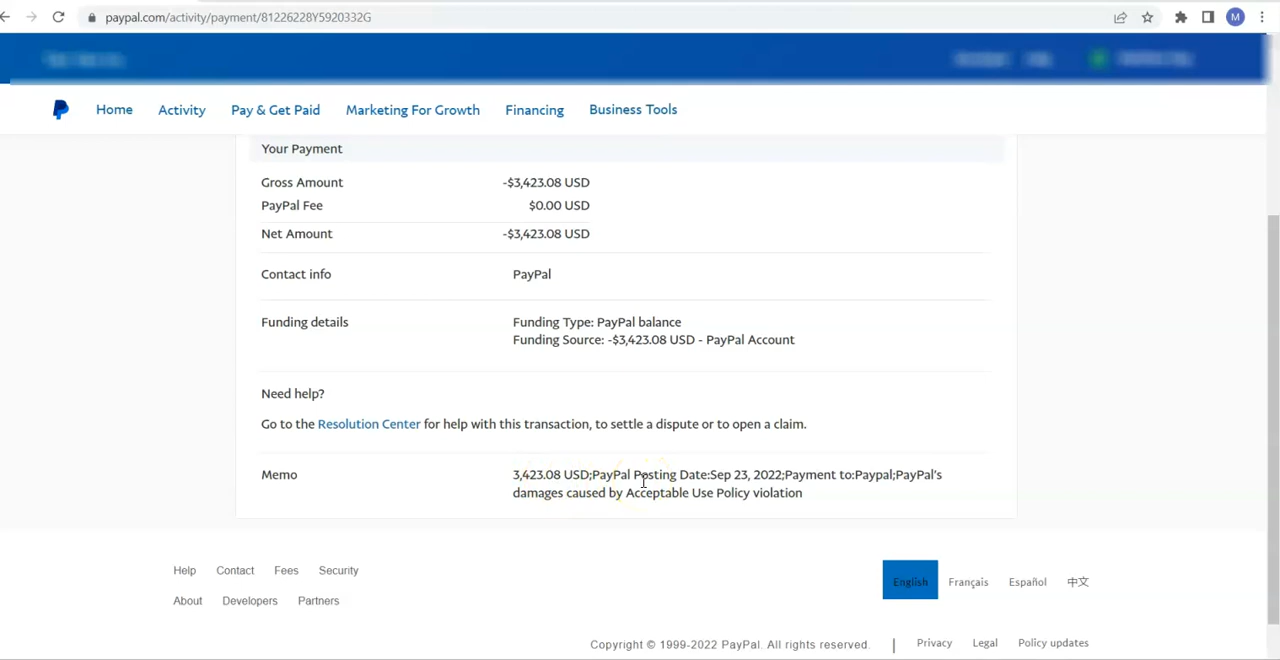 paypal.com/activity/payment/81226228Y5920332G
M
Home Activity Pay & Get Paid Marketing For Growth Financing Business Tools
Your Payment
Gross Amount -$3,423.08 USD
PayPal Fee $0.00 USD
Net Amount -$3,423.08 USD
Contact info PayPal
Funding details Funding Type: PayPal balance
Funding Source: -$3,423.08 USD - PayPal Account
Need help?
Go to the Resolution Center for help with this transaction, to settle a dispute or to open a claim.
Memo 3,423.08 USD;PayPal Posting Date:Sep 23, 2022;Payment to:Paypal;PayPal's
damages caused by Acceptable Use Policy violation
Help Contact Fees Security
English Français Español 中文
About Developers Partners
Copyright © 1999-2022 PayPal. All rights reserved. | Privacy Legal Policy updates